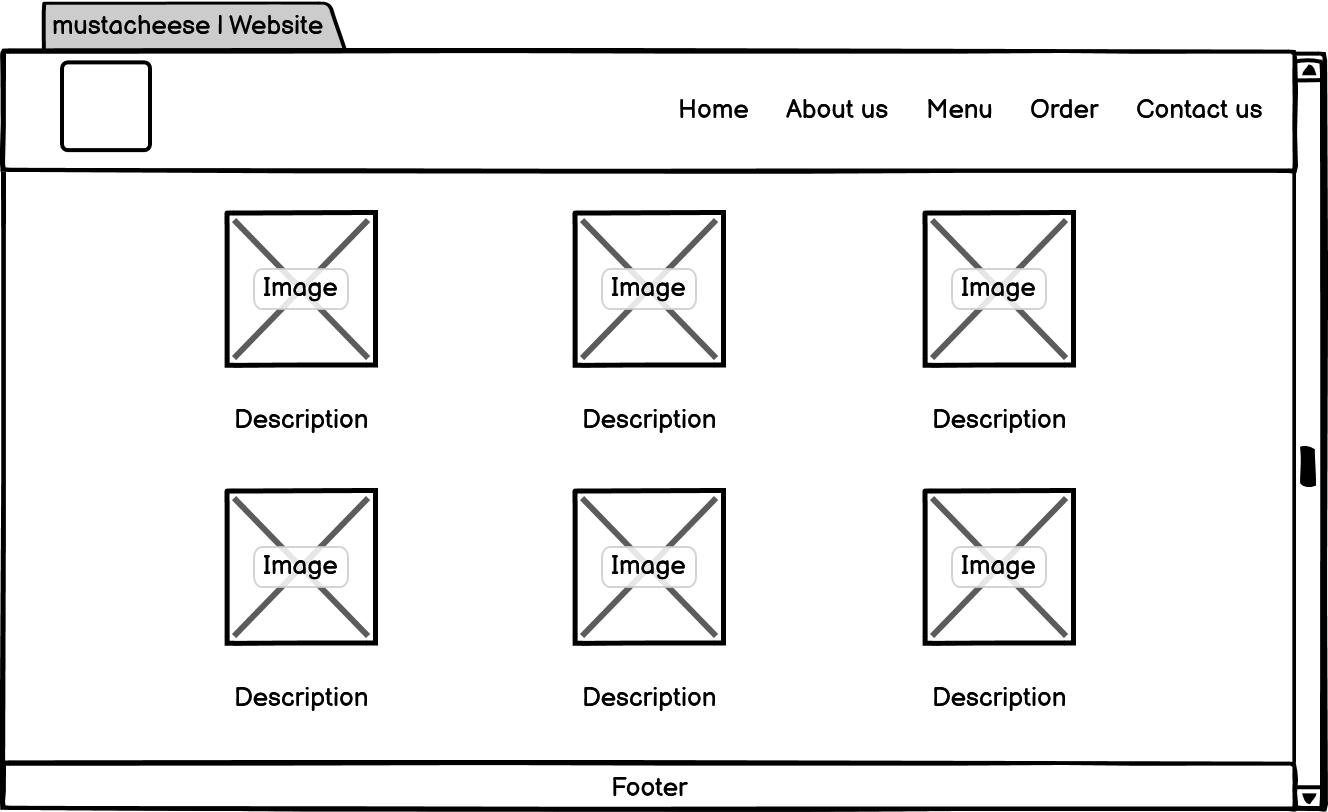 mustacheese | Website
Home About us Menu Order Contact us
Image Image Image
Description Description Description
Image Image Image
Description Description Description
Footer